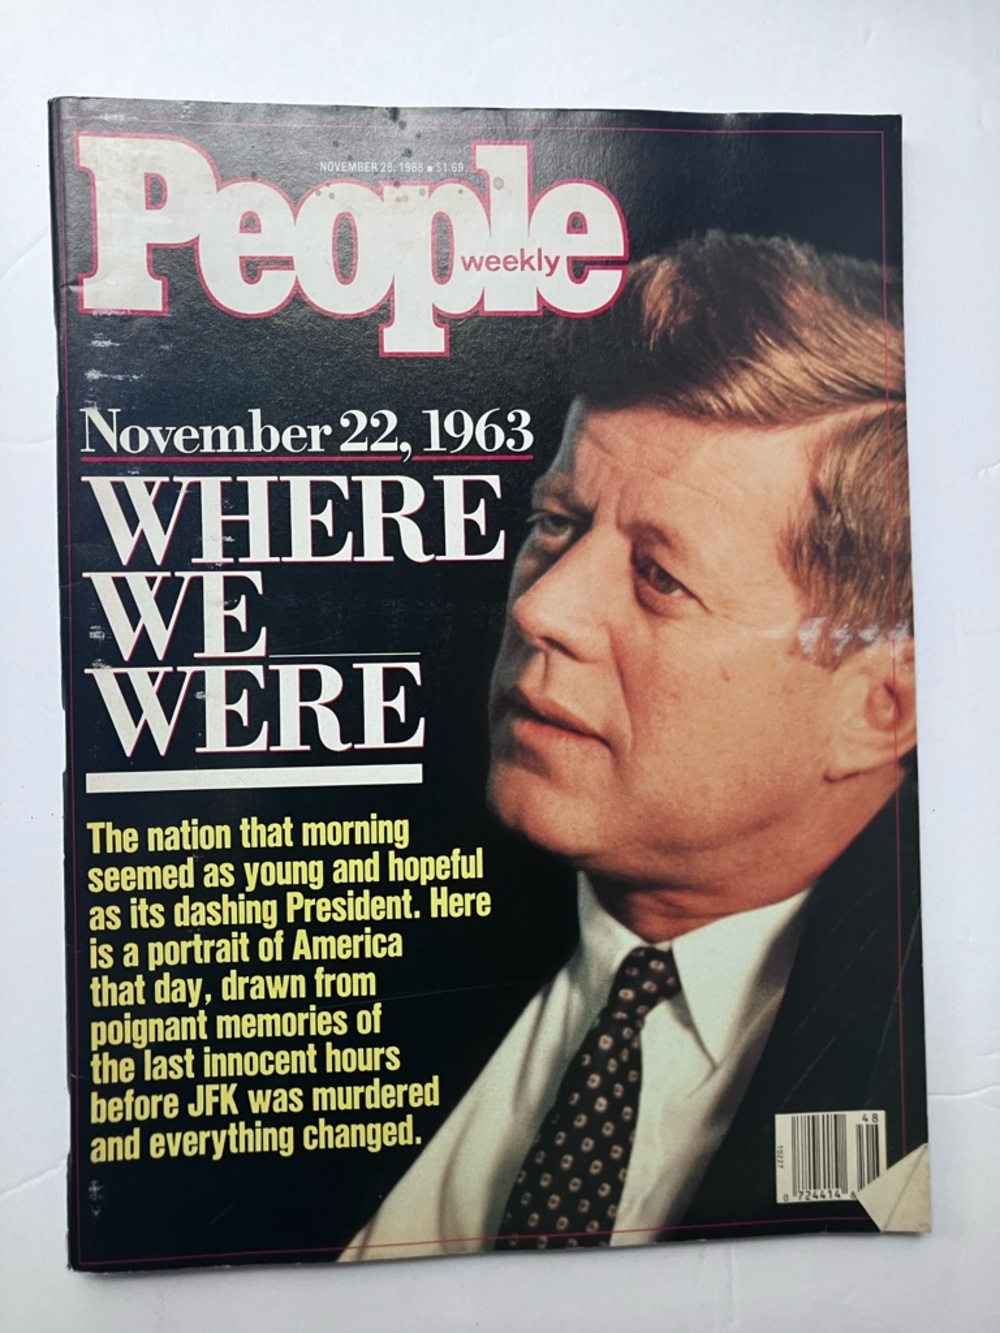 NOVEMBER 28, 1988 ■ $1.69
People
weekly
November 22, 1963
WHERE
WE
WERE
The nation that morning
seemed as young and hopeful
as its dashing President. Here
is a portrait of America
that day, drawn from
poignant memories of
the last innocent hours
before JFK was murdered
and everything changed.
48
10227
0 724414